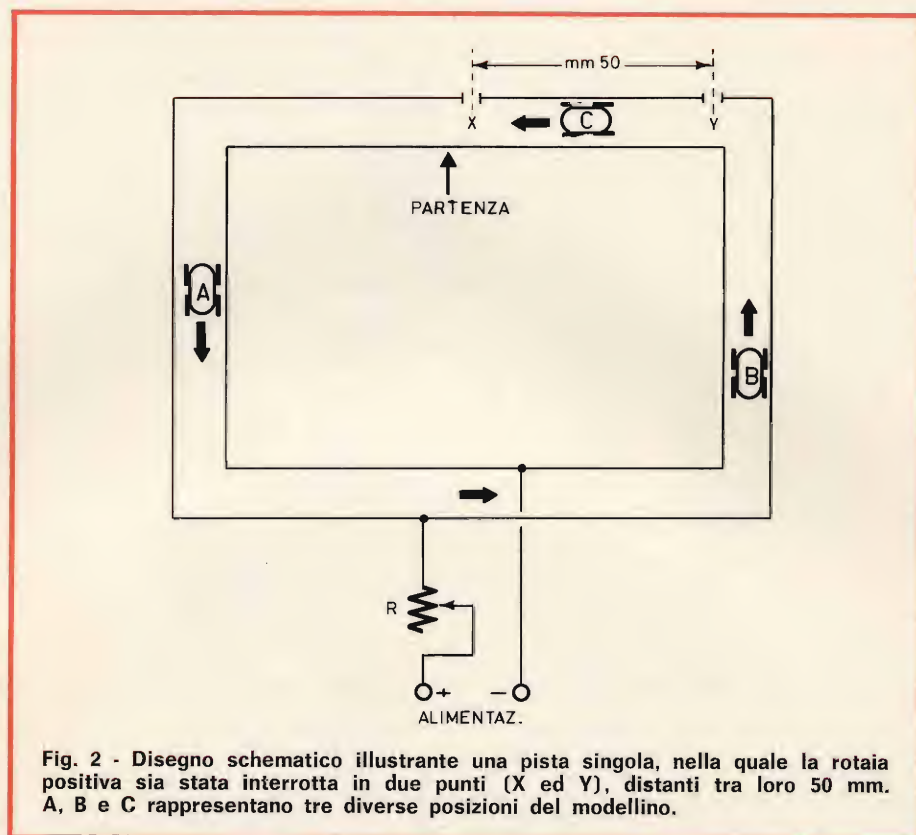 mm 50
X
C
Y
PARTENZA
A
B
R
+
−
ALIMENTAZ.
Fig. 2 - Disegno schematico illustrante una pista singola, nella quale la rotaia
positiva sia stata interrotta in due punti (X ed Y), distanti tra loro 50 mm.
A, B e C rappresentano tre diverse posizioni del modellino.